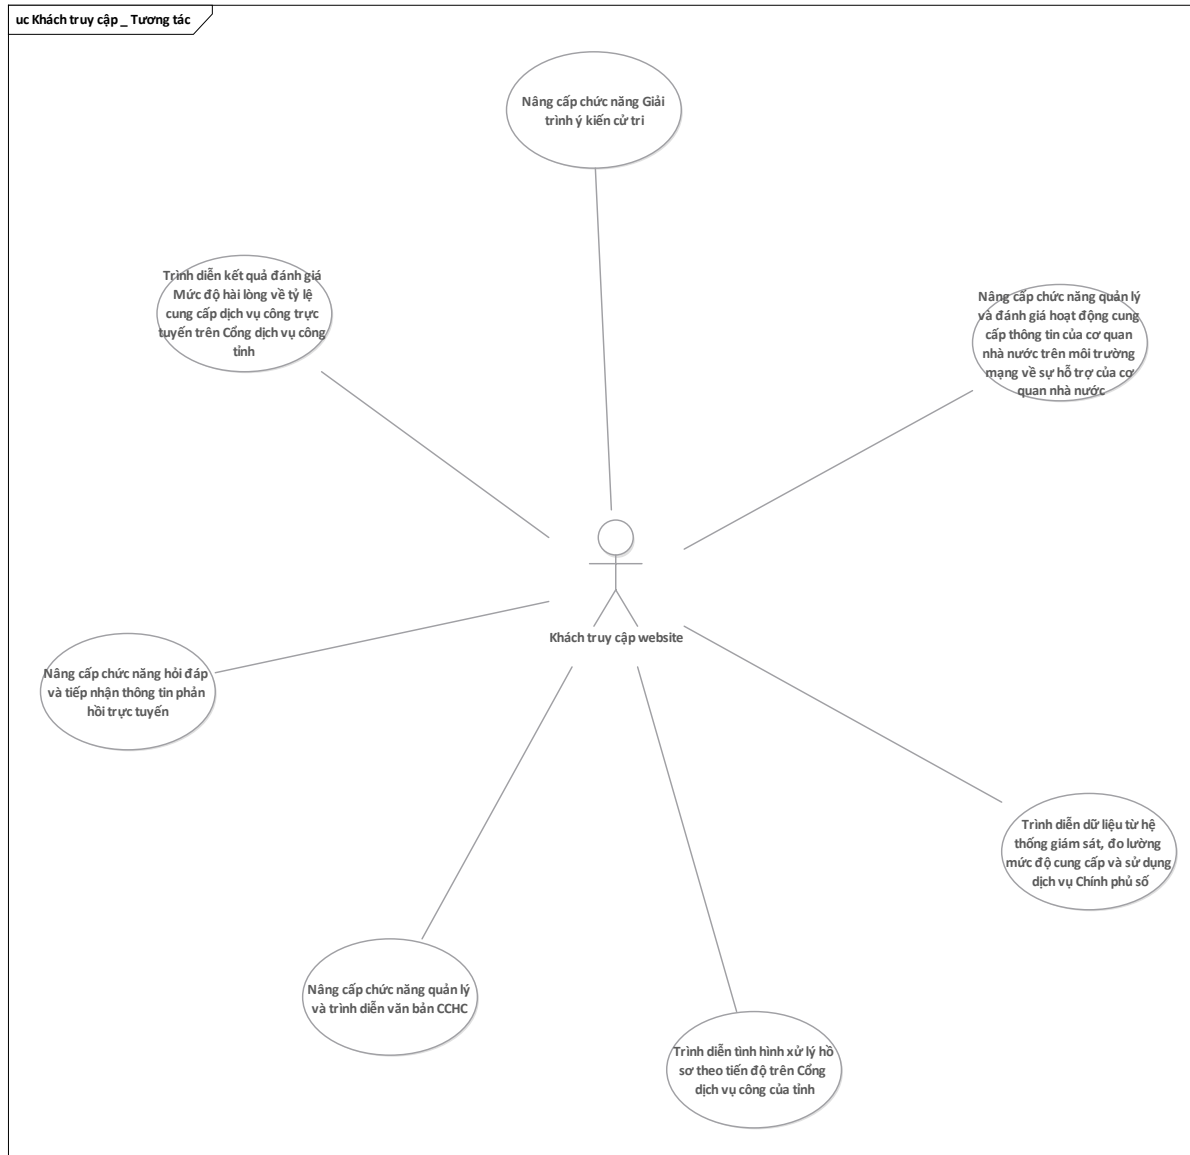 uc Khách truy cập _ Tương tác
Nâng cấp chức năng Giải
trình ý kiến cử tri
Trình diễn kết quả đánh giá
Mức độ hài lòng về tỷ lệ
cung cấp dịch vụ công trực
tuyến trên Cổng dịch vụ công
tỉnh
Nâng cấp chức năng quản lý
và đánh giá hoạt động cung
cấp thông tin của cơ quan
nhà nước trên môi trường
mạng về sự hỗ trợ của cơ
quan nhà nước
Khách truy cập website
Nâng cấp chức năng hỏi đáp
và tiếp nhận thông tin phản
hồi trực tuyến
Trình diễn dữ liệu từ hệ
thống giám sát, đo lường
mức độ cung cấp và sử dụng
dịch vụ Chính phủ số
Nâng cấp chức năng quản lý
và trình diễn văn bản CCHC
Trình diễn tình hình xử lý hồ
sơ theo tiến độ trên Cổng
dịch vụ công của tỉnh